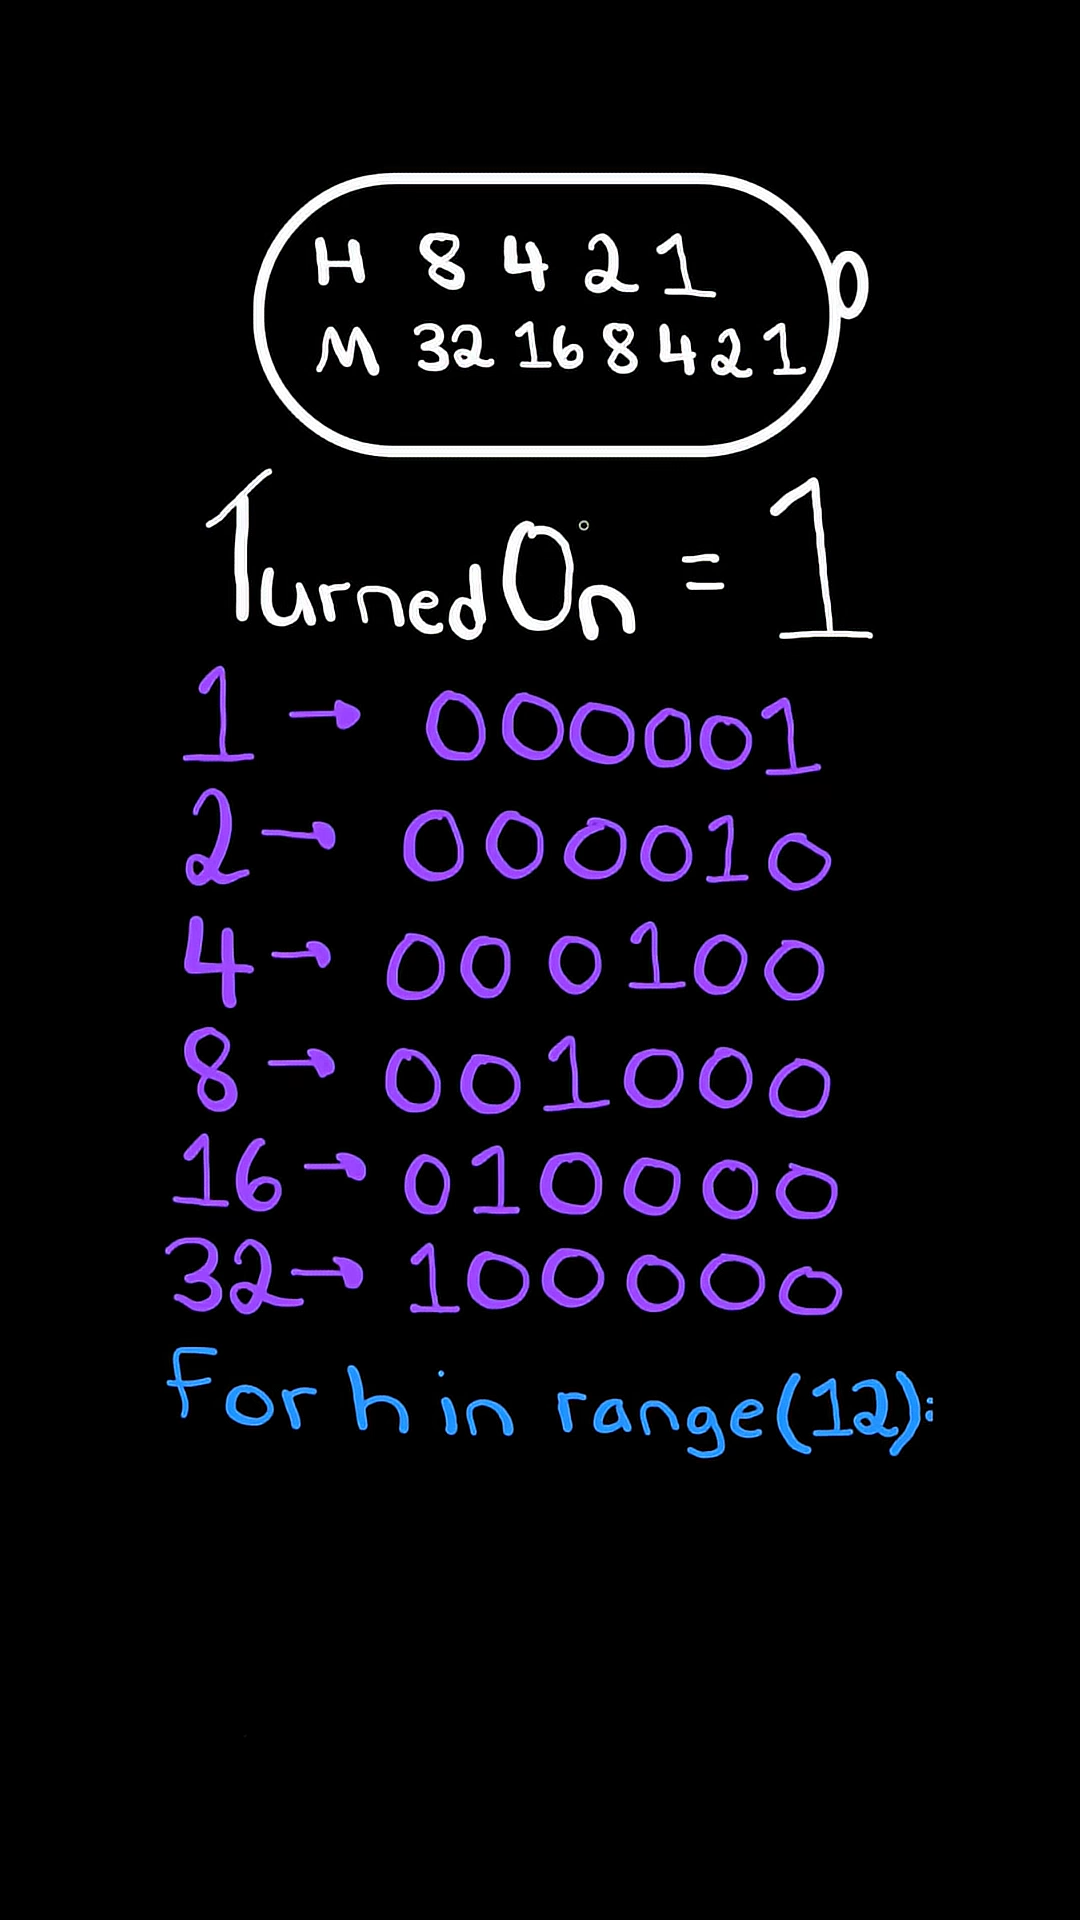 H 8 4 2 1
M 32 16 8 4 2 1
TurnedOn = 1
1 → 000001
2 → 000010
4 → 000100
8 → 001000
16 → 010000
32 → 100000
For h in range(12):